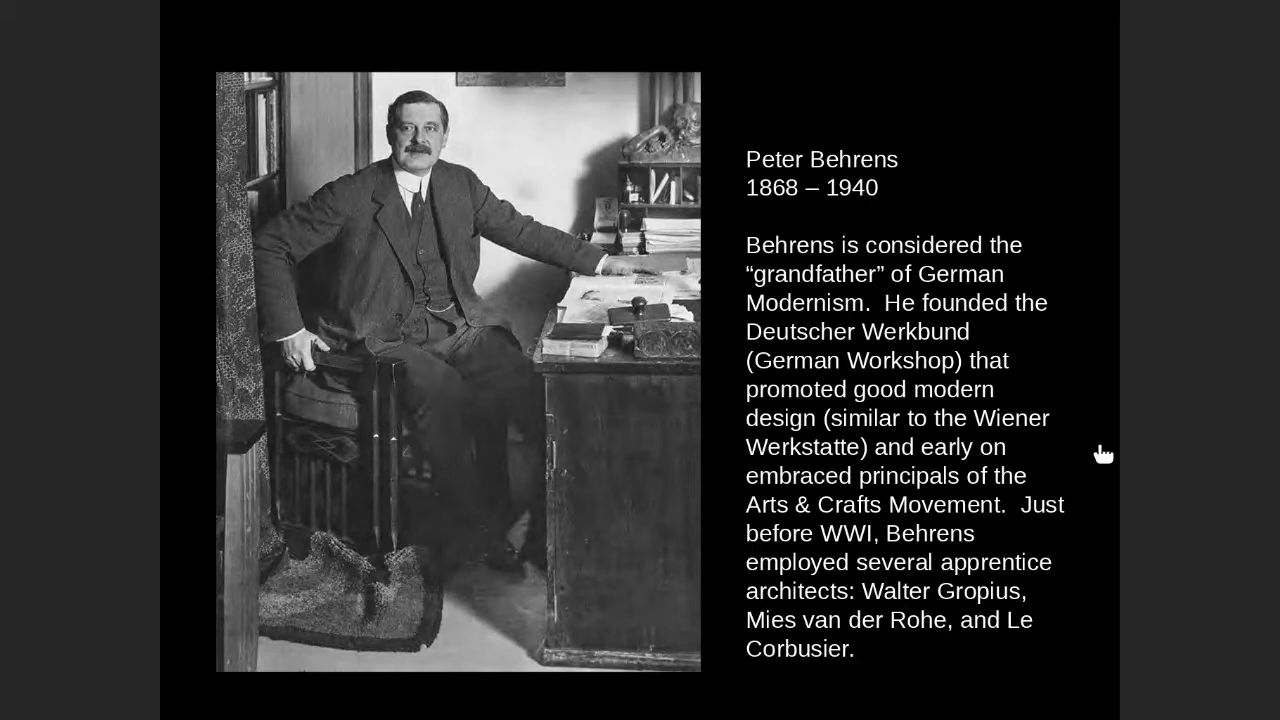 Peter Behrens
1868 – 1940
Behrens is considered the
“grandfather” of German
Modernism.  He founded the
Deutscher Werkbund
(German Workshop) that
promoted good modern
design (similar to the Wiener
Werkstatte) and early on
embraced principals of the
Arts & Crafts Movement.  Just
before WWI, Behrens
employed several apprentice
architects: Walter Gropius,
Mies van der Rohe, and Le
Corbusier.